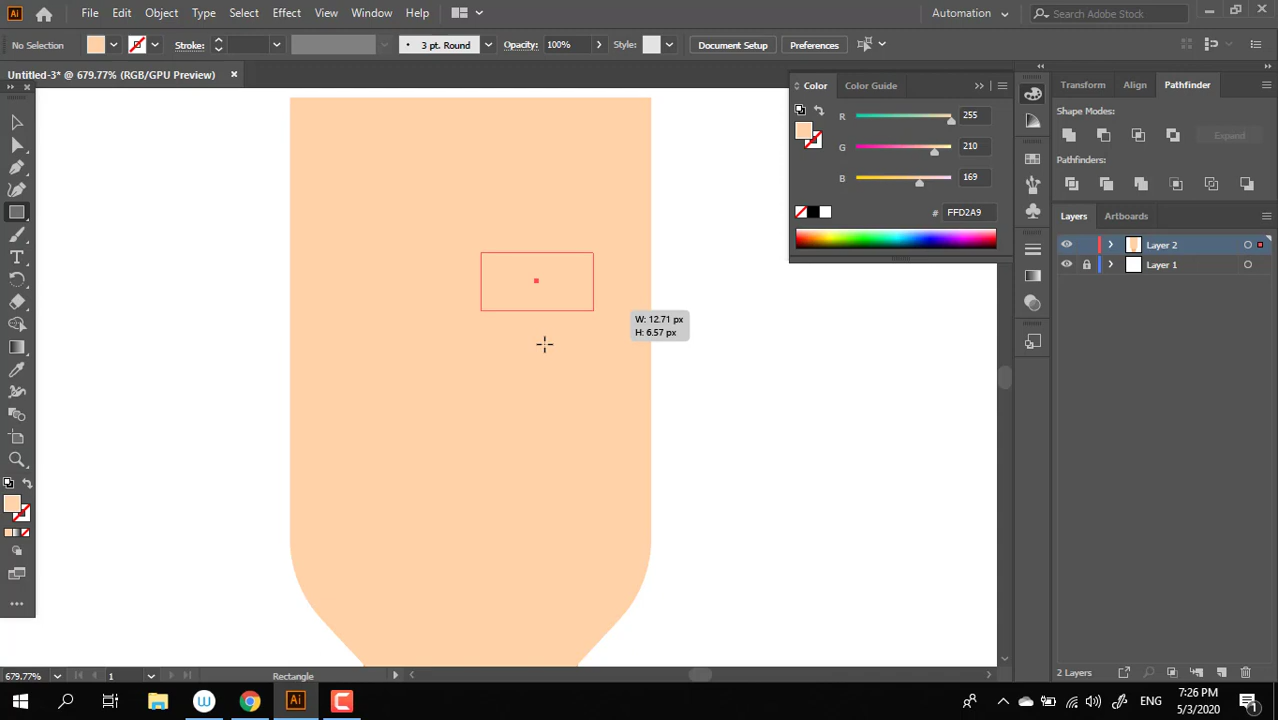 Ai File Edit Object Type Select Effect View Window Help Automation Search Adobe Stock
No Selection Stroke: 3 pt. Round Opacity: 100% Style: Document Setup Preferences
Untitled-3* @ 679.77% (RGB/GPU Preview)
Color Color Guide
R 255
G 210
B 169
# FFD2A9
Transform Align Pathfinder
Shape Modes:
Expand
Pathfinders:
Layers Artboards
Layer 2
Layer 1
W: 12.71 px
H: 6.57 px
679.77% 1 Rectangle 2 Layers
Ai ENG 7:26 PM
5/3/2020 1